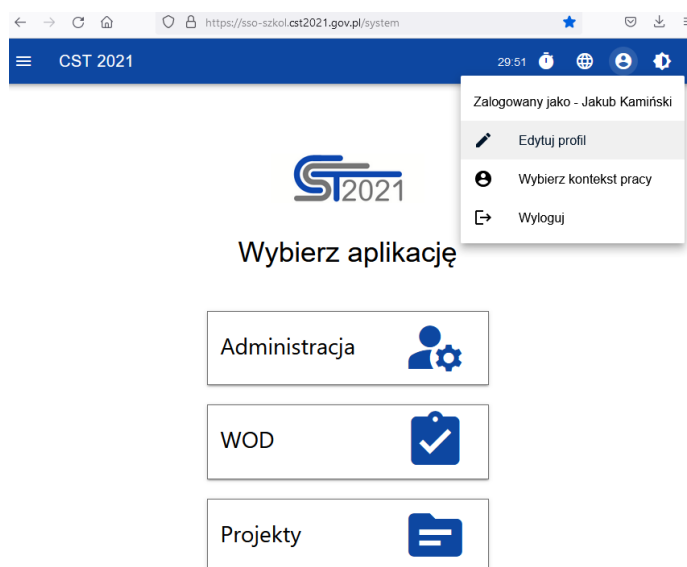 https://sso-szkol.cst2021.gov.pl/system
CST 2021
29:51
Zalogowany jako - Jakub Kamiński
Edytuj profil
Wybierz kontekst pracy
Wyloguj
CST2021
Wybierz aplikację
Administracja
WOD
Projekty